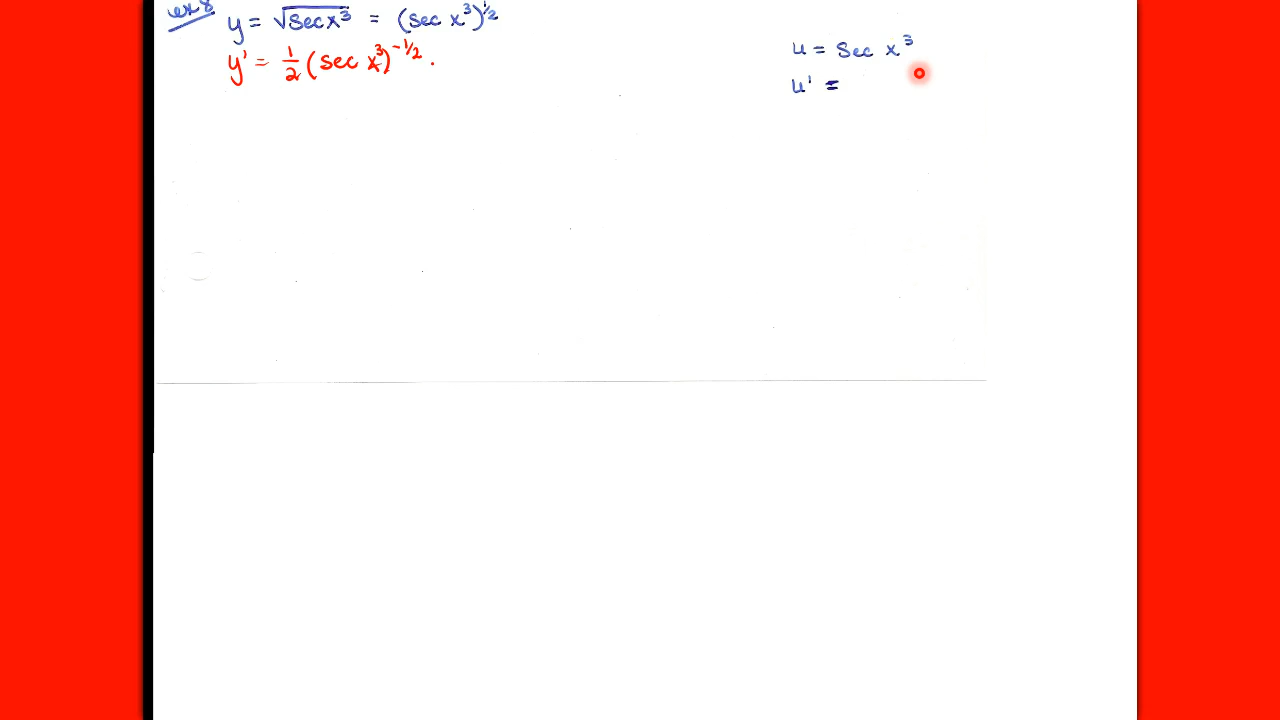 ex 8
y = √sec x³ = (sec x³)^½
y' = 1/2 (sec x³)^-1/2 .
u = sec x³
u' =